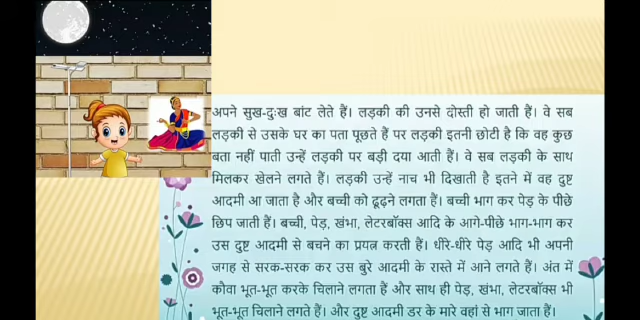 अपने सुख-दुःख बांट लेते हैं। लड़की की उनसे दोस्ती हो जाती हैं। वे सब
लड़की से उसके घर का पता पूछते हैं पर लड़की इतनी छोटी है कि वह कुछ
बता नहीं पाती उन्हें लड़की पर बड़ी दया आती हैं। वे सब लड़की के साथ
मिलकर खेलने लगते हैं। लड़की उन्हें नाच भी दिखाती है इतने में वह दुष्ट
आदमी आ जाता है और बच्ची को ढूढ़ने लगता हैं। बच्ची भाग कर पेड़ के पीछे
छिप जाती हैं। बच्ची, पेड़, खंभा, लेटरबॉक्स आदि के आगे-पीछे भाग-भाग कर
उस दुष्ट आदमी से बचने का प्रयत्न करती हैं। धीरे-धीरे पेड़ आदि भी अपनी
जगह से सरक-सरक कर उस बुरे आदमी के रास्ते में आने लगते हैं। अंत में
कौवा भूत-भूत करके चिलाने लगता हैं और साथ ही पेड़, खंभा, लेटरबॉक्स भी
भूत-भूत चिलाने लगते हैं। और दुष्ट आदमी डर के मारे वहां से भाग जाता हैं।